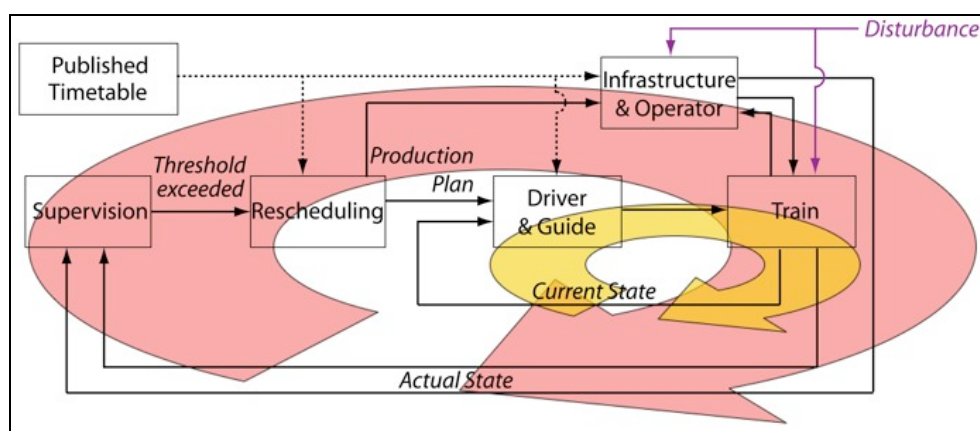 Disturbance
Published
Timetable
Infrastructure
& Operator
Threshold
exceeded
Production
Plan
Supervision
Rescheduling
Driver
& Guide
Train
Current State
Actual State